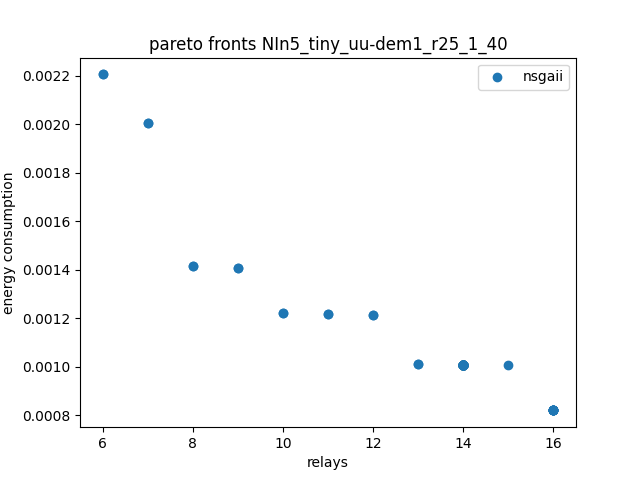 pareto fronts NIn5_tiny_uu-dem1_r25_1_40
nsgaii
energy consumption
0.0022
0.0020
0.0018
0.0016
0.0014
0.0012
0.0010
0.0008
6 8 10 12 14 16
relays